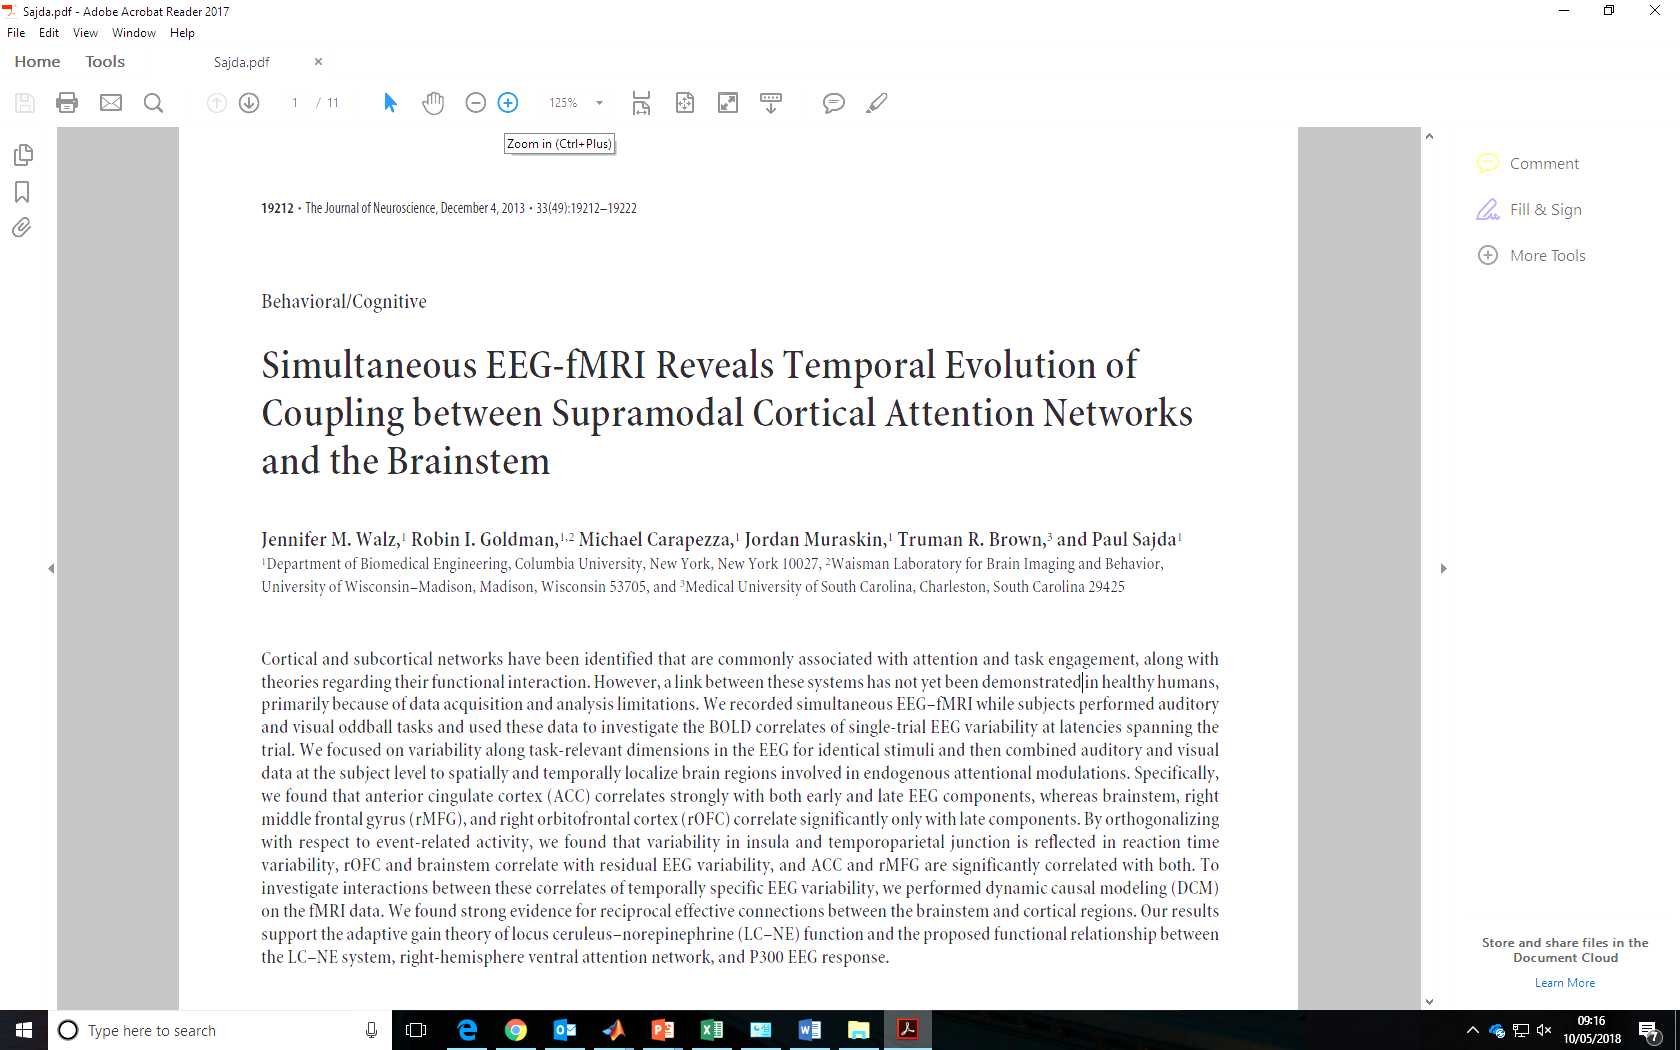 Sajda.pdf - Adobe Acrobat Reader 2017
File Edit View Window Help
Home Tools Sajda.pdf ×
1 / 11 125%
Zoom in (Ctrl+Plus)
19212 • The Journal of Neuroscience, December 4, 2013 • 33(49):19212–19222
Comment
Fill & Sign
More Tools
Behavioral/Cognitive
Simultaneous EEG-fMRI Reveals Temporal Evolution of
Coupling between Supramodal Cortical Attention Networks
and the Brainstem
Jennifer M. Walz,¹ Robin I. Goldman,¹,² Michael Carapezza,¹ Jordan Muraskin,¹ Truman R. Brown,³ and Paul Sajda¹
¹Department of Biomedical Engineering, Columbia University, New York, New York 10027, ²Waisman Laboratory for Brain Imaging and Behavior,
University of Wisconsin–Madison, Madison, Wisconsin 53705, and ³Medical University of South Carolina, Charleston, South Carolina 29425
Cortical and subcortical networks have been identified that are commonly associated with attention and task engagement, along with
theories regarding their functional interaction. However, a link between these systems has not yet been demonstrated in healthy humans,
primarily because of data acquisition and analysis limitations. We recorded simultaneous EEG–fMRI while subjects performed auditory
and visual oddball tasks and used these data to investigate the BOLD correlates of single-trial EEG variability at latencies spanning the
trial. We focused on variability along task-relevant dimensions in the EEG for identical stimuli and then combined auditory and visual
data at the subject level to spatially and temporally localize brain regions involved in endogenous attentional modulations. Specifically,
we found that anterior cingulate cortex (ACC) correlates strongly with both early and late EEG components, whereas brainstem, right
middle frontal gyrus (rMFG), and right orbitofrontal cortex (rOFC) correlate significantly only with late components. By orthogonalizing
with respect to event-related activity, we found that variability in insula and temporoparietal junction is reflected in reaction time
variability, rOFC and brainstem correlate with residual EEG variability, and ACC and rMFG are significantly correlated with both. To
investigate interactions between these correlates of temporally specific EEG variability, we performed dynamic causal modeling (DCM)
on the fMRI data. We found strong evidence for reciprocal effective connections between the brainstem and cortical regions. Our results
support the adaptive gain theory of locus ceruleus–norepinephrine (LC–NE) function and the proposed functional relationship between
the LC–NE system, right-hemisphere ventral attention network, and P300 EEG response.
Store and share files in the
Document Cloud
Learn More
Type here to search
09:16
10/05/2018
7